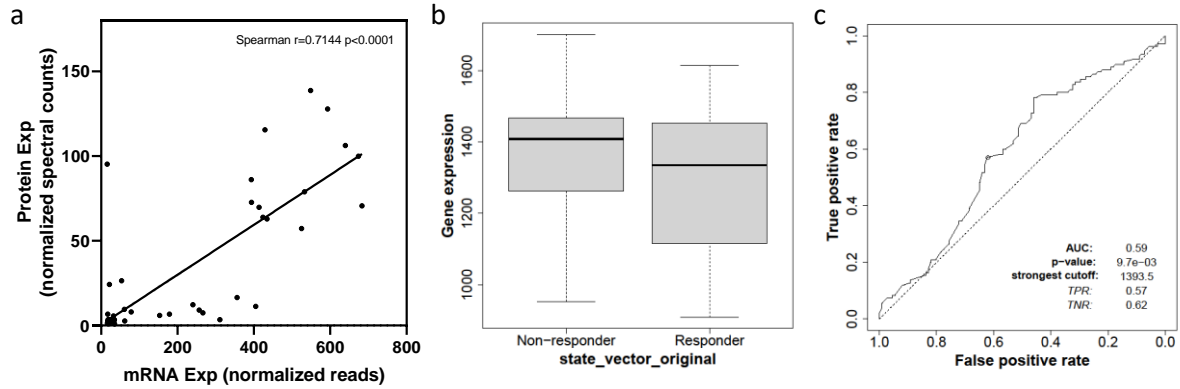 a
Spearman r=0.7144 p<0.0001
Protein Exp
(normalized spectral counts)
150
100
50
0
0 200 400 600 800
mRNA Exp (normalized reads)
b
Gene expression
1600
1400
1200
1000
Non-responder Responder
state_vector_original
c
True positive rate
1.0
0.8
0.6
0.4
0.2
0.0
AUC: 0.59
p-value: 9.7e-03
strongest cutoff: 1393.5
TPR: 0.57
TNR: 0.62
1.0 0.8 0.6 0.4 0.2 0.0
False positive rate